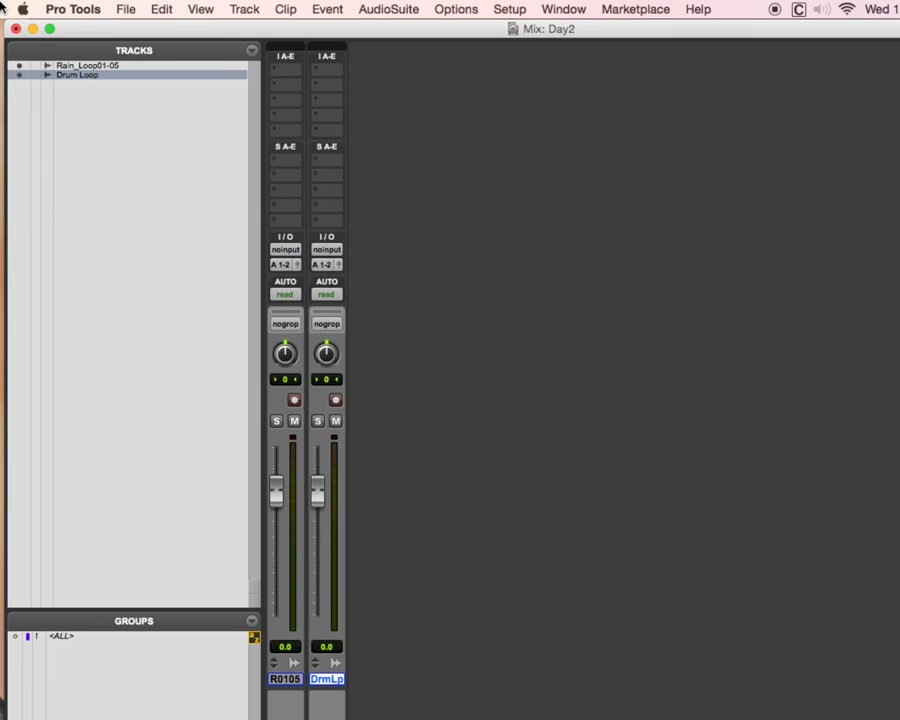 Pro Tools File Edit View Track Clip Event AudioSuite Options Setup Window Marketplace Help Wed 1
Mix: Day2
TRACKS
Rain_Loop01-05
Drum Loop
I A-E I A-E
S A-E S A-E
I / O I / O
noinput noinput
A 1-2 A 1-2
AUTO AUTO
read read
nogrop nogrop
0 0
S M S M
0.0 0.0
R0105 DrmLp
GROUPS
! <ALL>